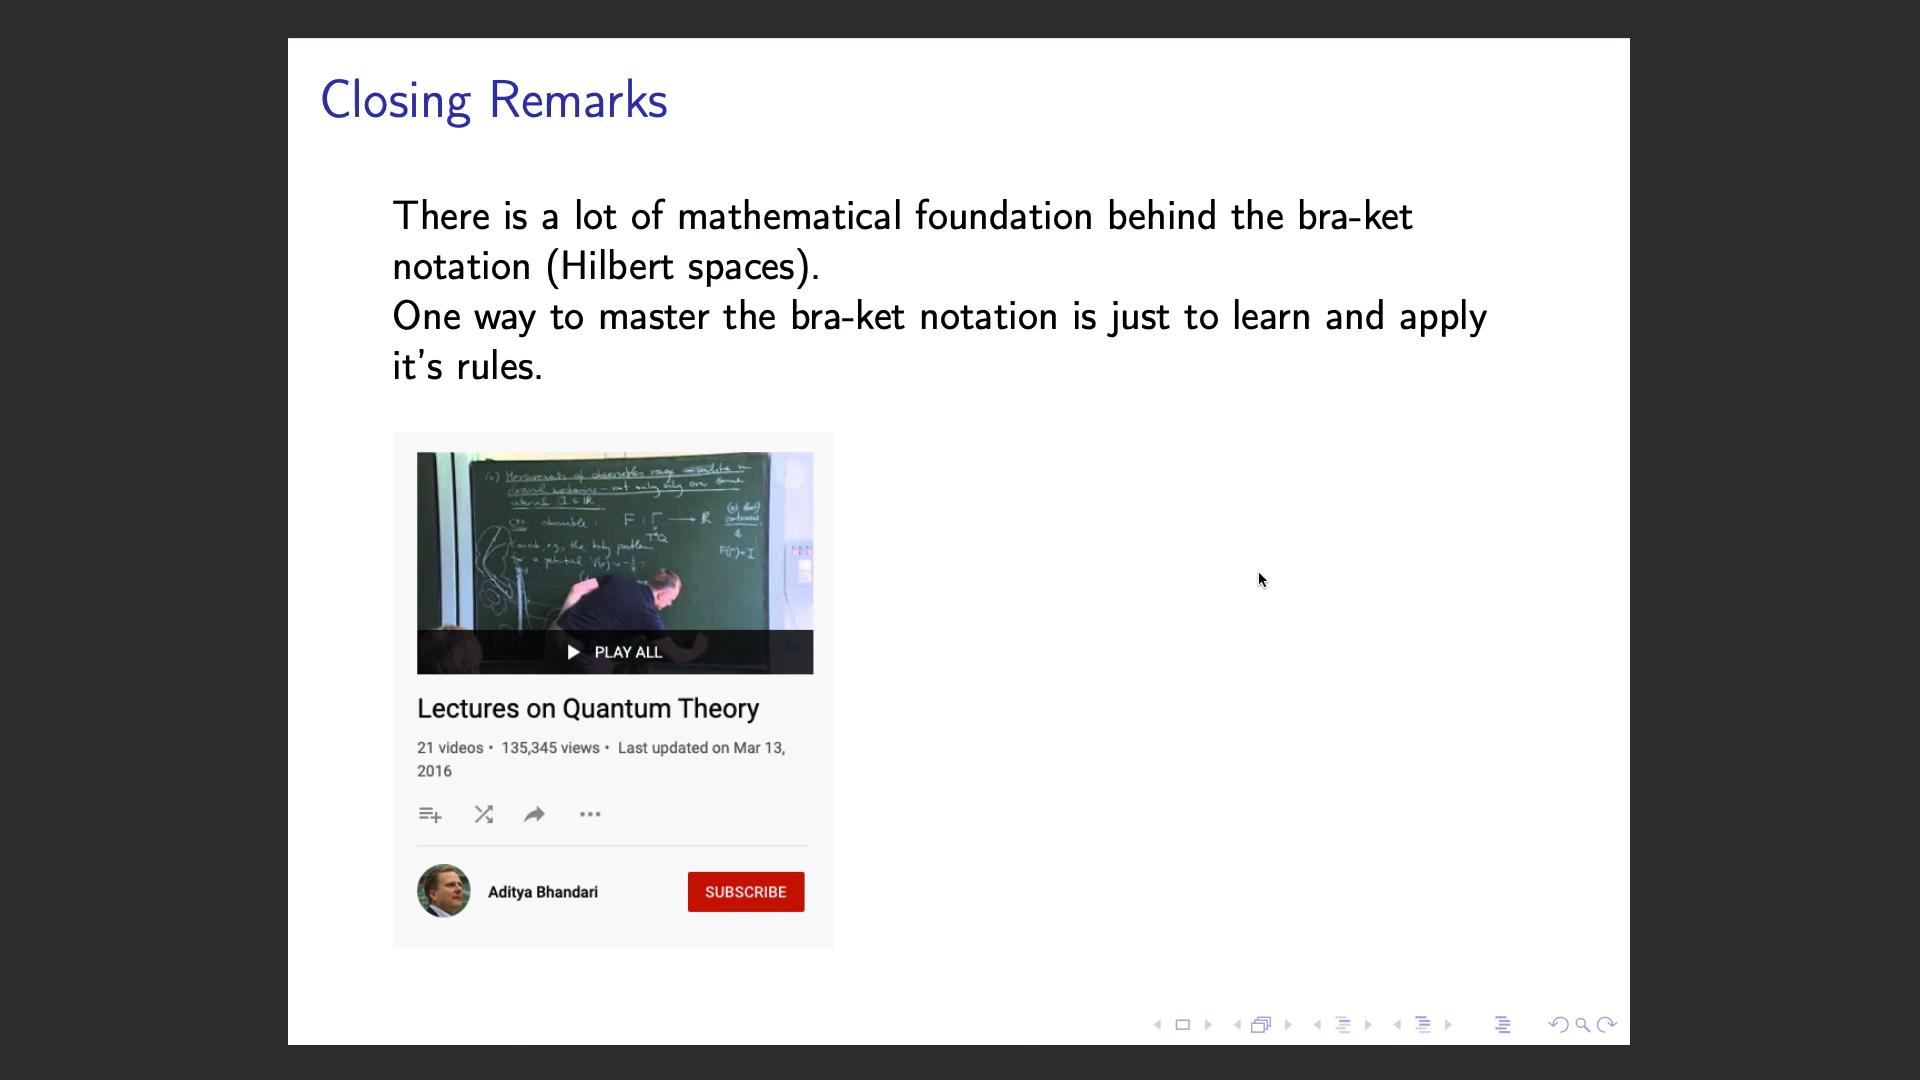 Closing Remarks
There is a lot of mathematical foundation behind the bra-ket
notation (Hilbert spaces).
One way to master the bra-ket notation is just to learn and apply
it's rules.
F : Γ → R
PLAY ALL
Lectures on Quantum Theory
21 videos • 135,345 views • Last updated on Mar 13,
2016
Aditya Bhandari
SUBSCRIBE